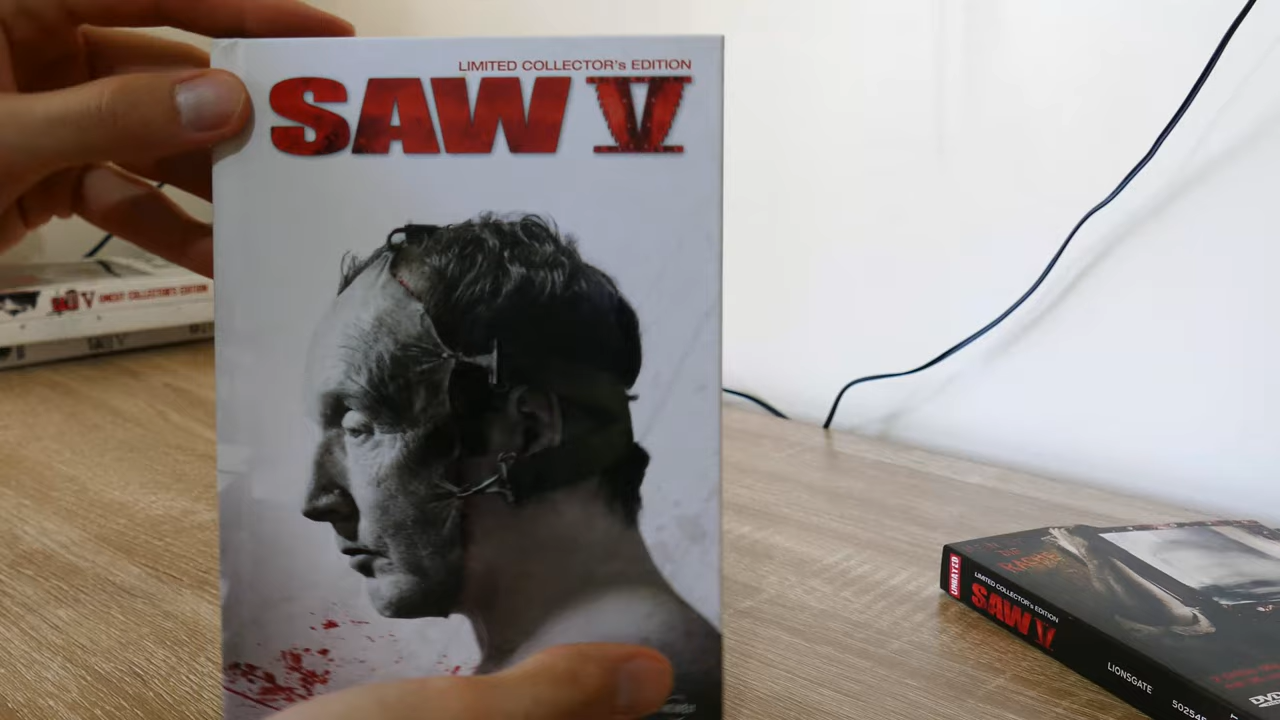 LIMITED COLLECTOR's EDITION
SAW V
V UNCUT COLLECTOR'S EDITION
UNRATED
LIMITED COLLECTOR's EDITION
SAW V
LIONSGATE
DVD